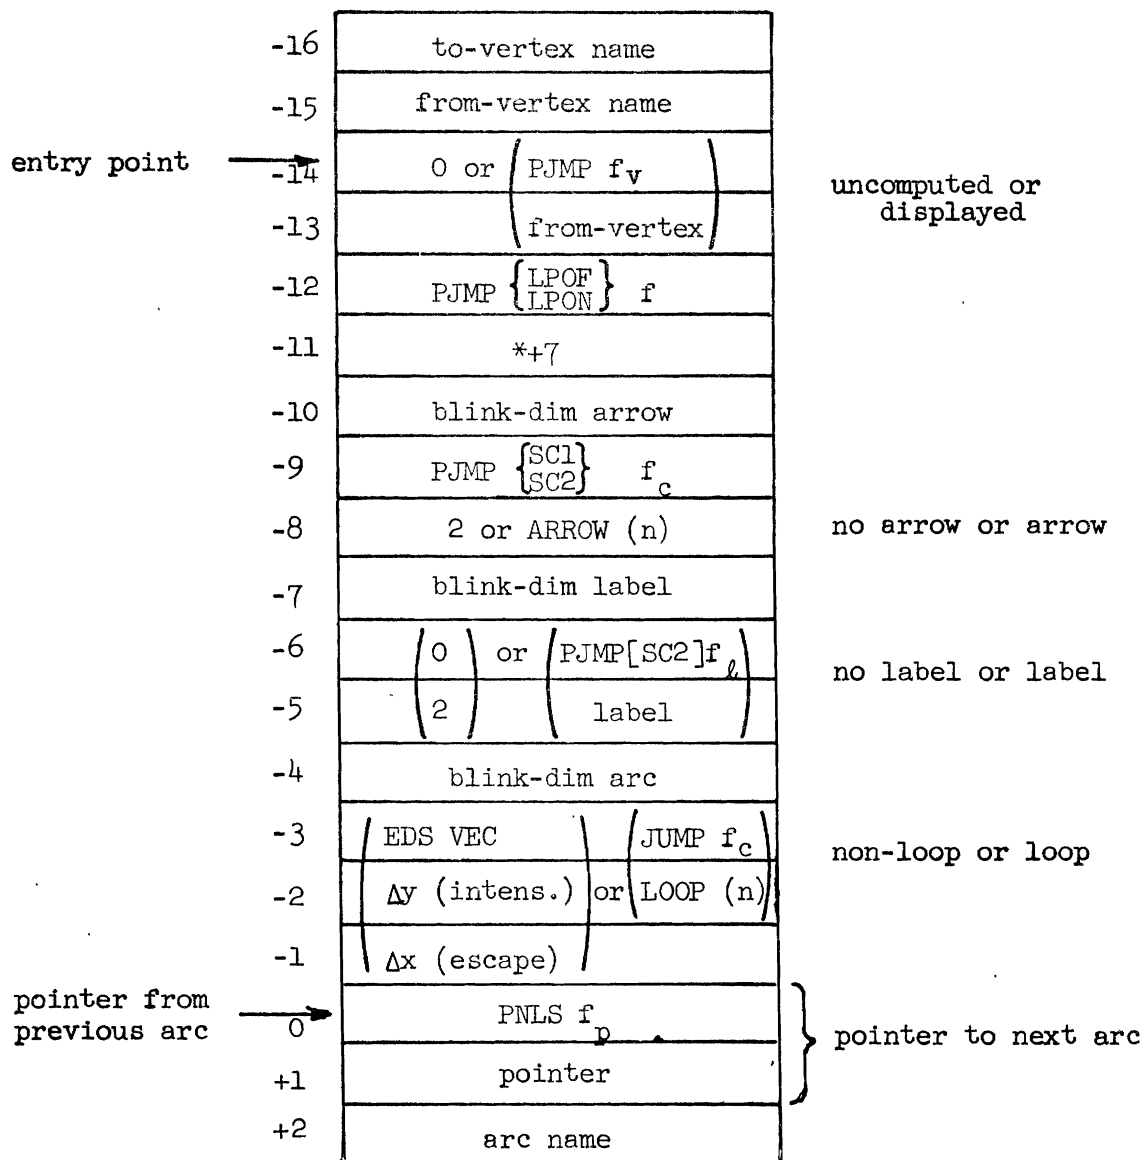 -16 to-vertex name
-15 from-vertex name
entry point -14 0 or ( PJMP f_v uncomputed or
-13 from-vertex ) displayed
-12 PJMP { LPOF
LPON } f
-11 *+7
-10 blink-dim arrow
-9 PJMP { SC1
SC2 } f_c
-8 2 or ARROW (n) no arrow or arrow
-7 blink-dim label
-6 ( 0 ) or ( PJMP[SC2]f_ℓ no label or label
-5 ( 2 ) label )
-4 blink-dim arc
-3 ( EDS VEC ( JUMP f_c ) non-loop or loop
-2 Δy (intens.) or ( LOOP (n) )
-1 Δx (escape) )
pointer from
previous arc 0 PNLS f_p . } pointer to next arc
+1 pointer
+2 arc name